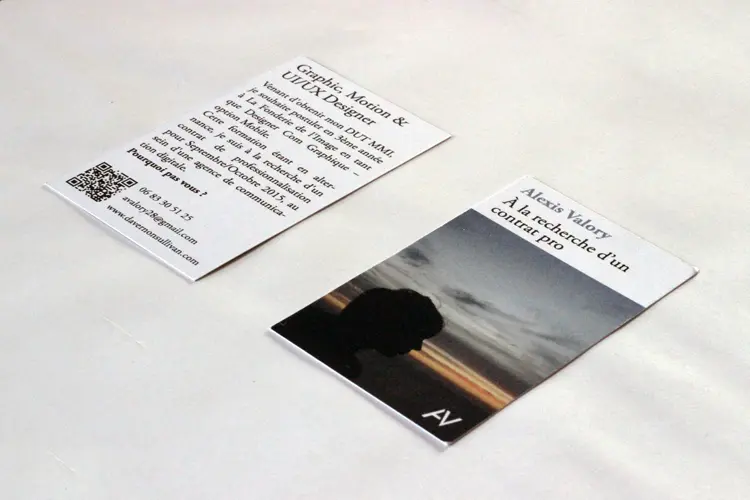 Graphic, Motion &
UI/UX Designer
Venant d'obtenir mon DUT MMI,
je souhaite postuler en 3ème année
à La Fonderie de l'Image en tant
que Designer Com Graphique –
option Mobile.
Cette formation étant en alter-
nance, je suis à la recherche d'un
contrat de professionnalisation
pour Septembre/Octobre 2015, au
sein d'une agence de communica-
tion digitale.
Pourquoi pas vous ?
06 83 30 51 25
avalory28@gmail.com
www.davernonsullivan.com
Alexis Valory
À la recherche d'un
contrat pro
AV